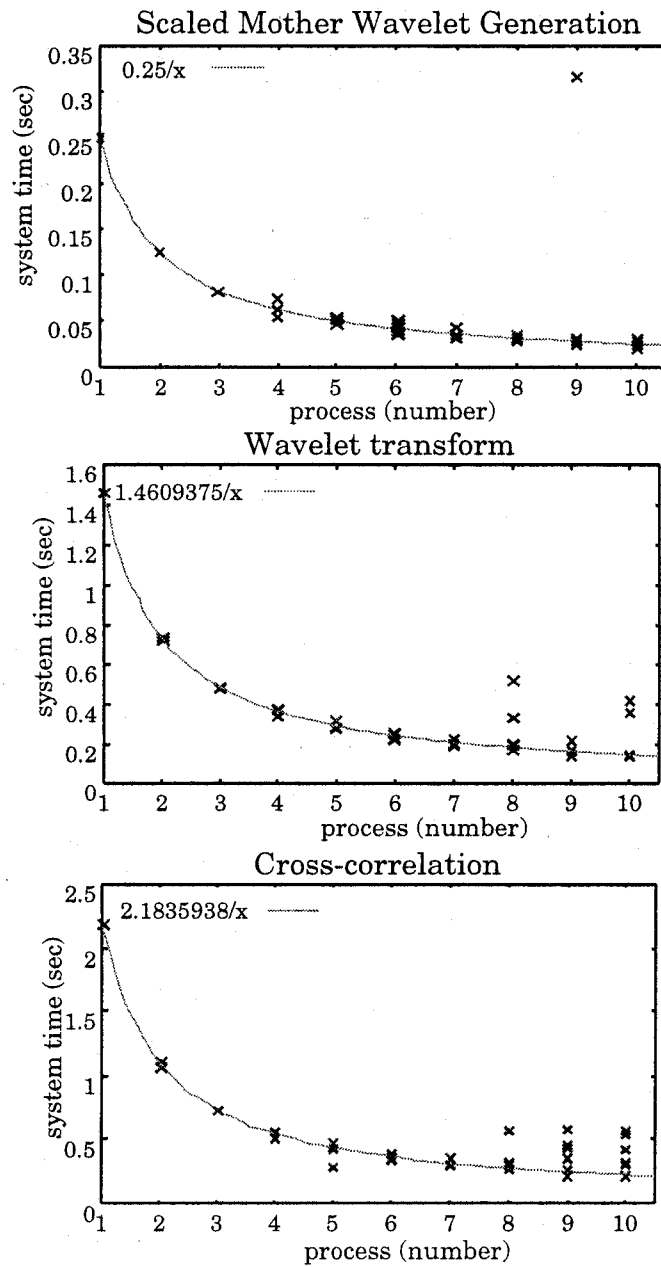 Scaled Mother Wavelet Generation
0.35
0.25/x
0.3
0.25
0.2
0.15
0.1
0.05
0
system time (sec)
1 2 3 4 5 6 7 8 9 10
process (number)
Wavelet transform
1.6
1.4609375/x
1.4
1.2
1
0.8
0.6
0.4
0.2
0
system time (sec)
1 2 3 4 5 6 7 8 9 10
process (number)
Cross-correlation
2.5
2.1835938/x
2
1.5
1
0.5
0
system time (sec)
1 2 3 4 5 6 7 8 9 10
process (number)